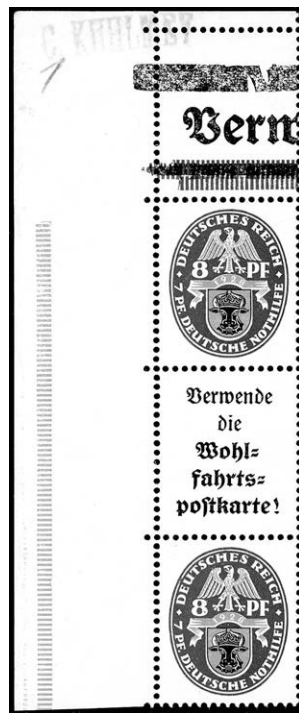 C KUHLMEY
Verw
DEUTSCHES REICH
8 PF
7 PF. DEUTSCHE NOTHILFE
Verwende
die
Wohl=
fahrts=
postkarte!
DEUTSCHES REICH
8 PF
7 PF. DEUTSCHE NOTHILFE